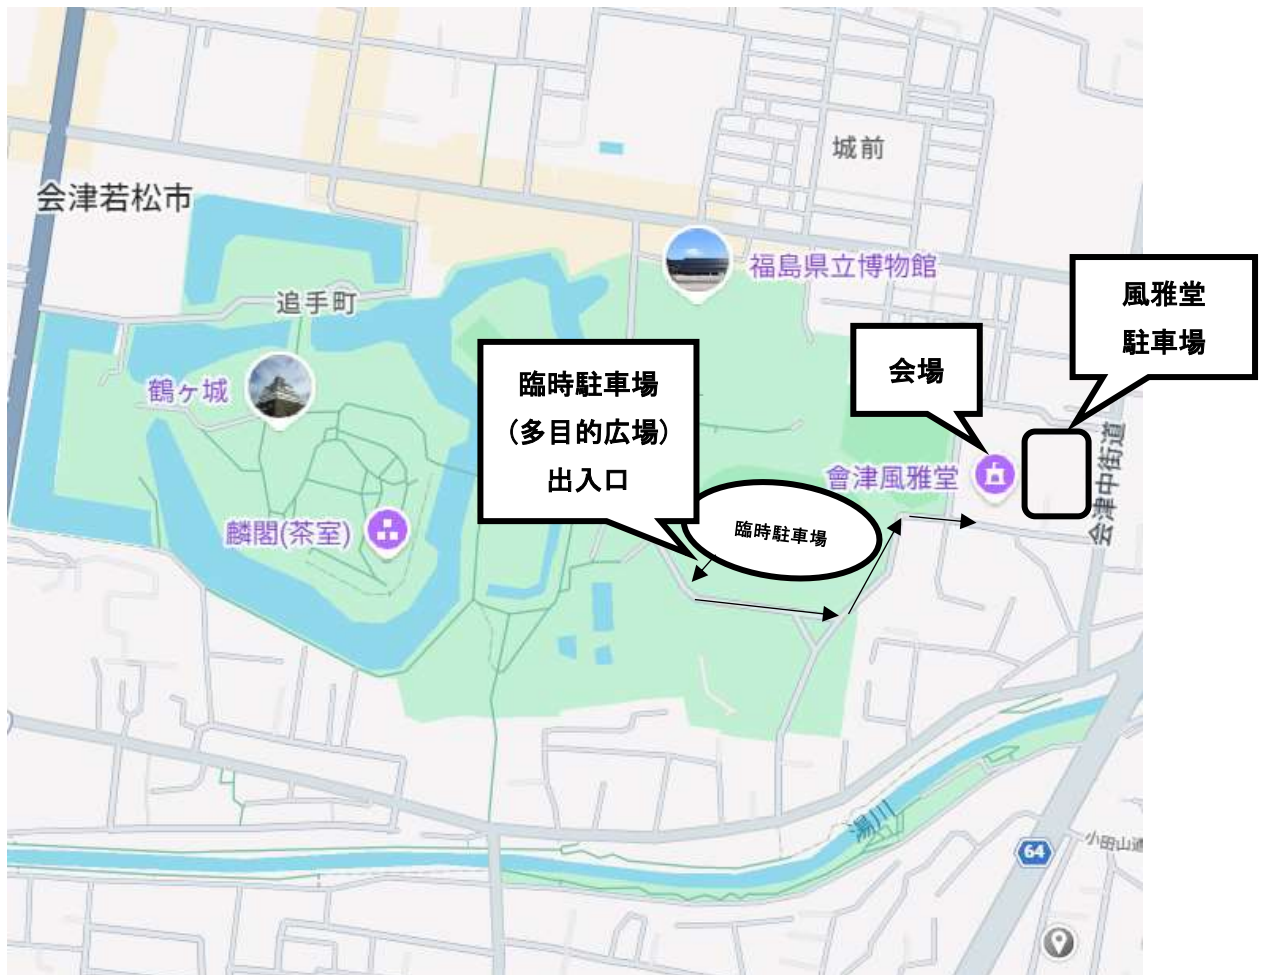 城前
会津若松市
福島県立博物館
追手町
風雅堂
駐車場
鶴ヶ城
臨時駐車場
（多目的広場）
出入口
会場
會津風雅堂
会津中街道
麟閣(茶室)
臨時駐車場
湯川
64
小田山通